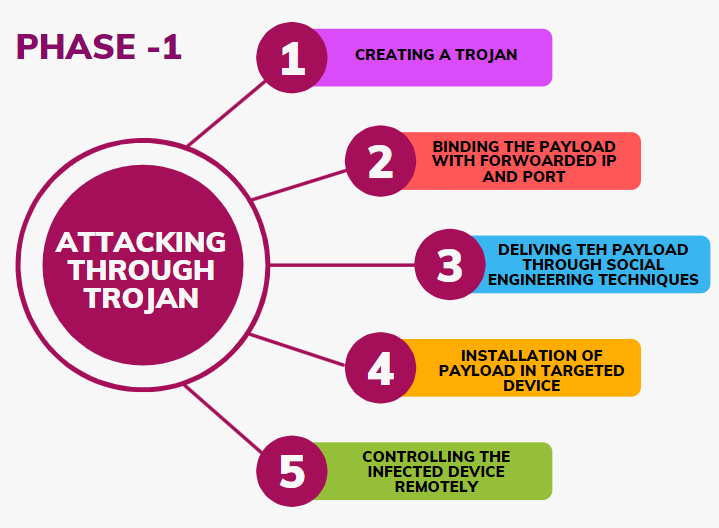 PHASE -1
ATTACKING
THROUGH
TROJAN
1
CREATING A TROJAN
2
BINDING THE PAYLOAD
WITH FORWOARDED IP
AND PORT
3
DELIVING TEH PAYLOAD
THROUGH SOCIAL
ENGINEERING TECHNIQUES
4
INSTALLATION OF
PAYLOAD IN TARGETED
DEVICE
5
CONTROLLING THE
INFECTED DEVICE
REMOTELY